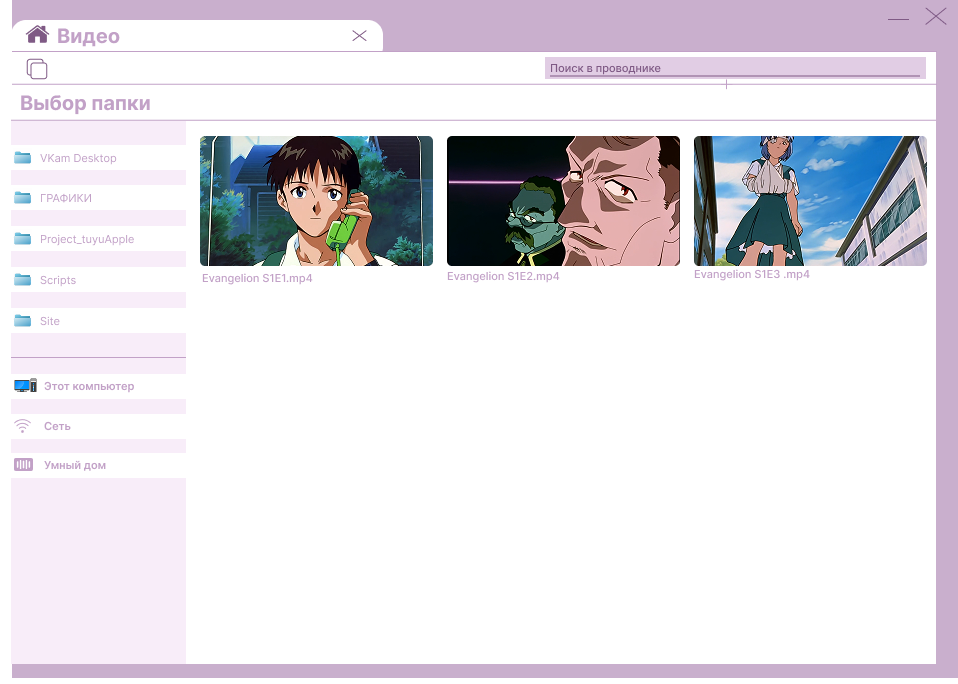 Видео
Поиск в проводнике
Выбор папки
VKam Desktop
ГРАФИКИ
Project_tuyuApple
Scripts
Site
Этот компьютер
Сеть
Умный дом
Evangelion S1E1.mp4
Evangelion S1E2.mp4
Evangelion S1E3 .mp4